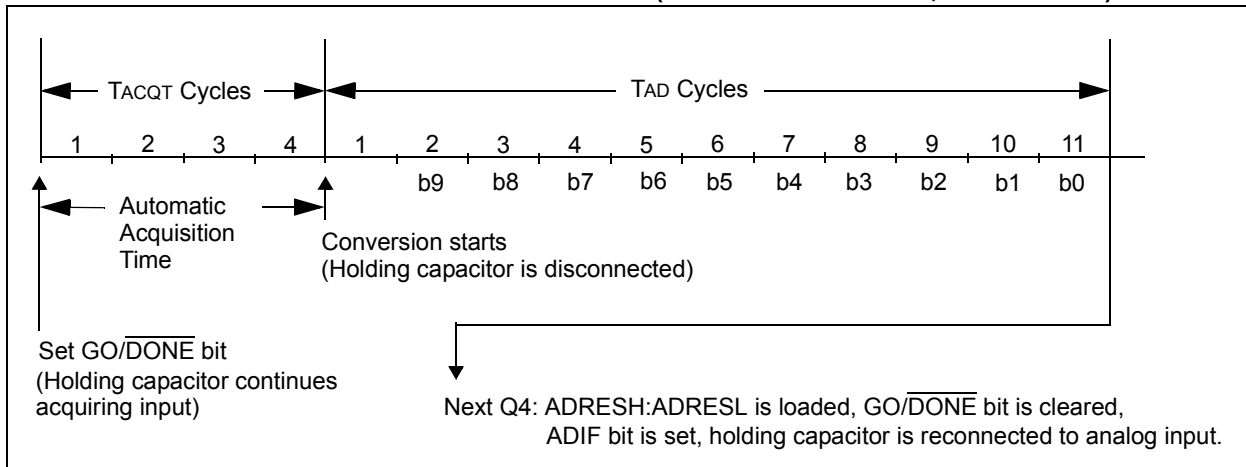 TACQT Cycles
TAD Cycles
1 2 3 4 1 2 3 4 5 6 7 8 9 10 11
b9 b8 b7 b6 b5 b4 b3 b2 b1 b0
Automatic
Acquisition
Time
Conversion starts
(Holding capacitor is disconnected)
Set GO/DONE bit
(Holding capacitor continues
acquiring input)
Next Q4: ADRESH:ADRESL is loaded, GO/DONE bit is cleared,
ADIF bit is set, holding capacitor is reconnected to analog input.